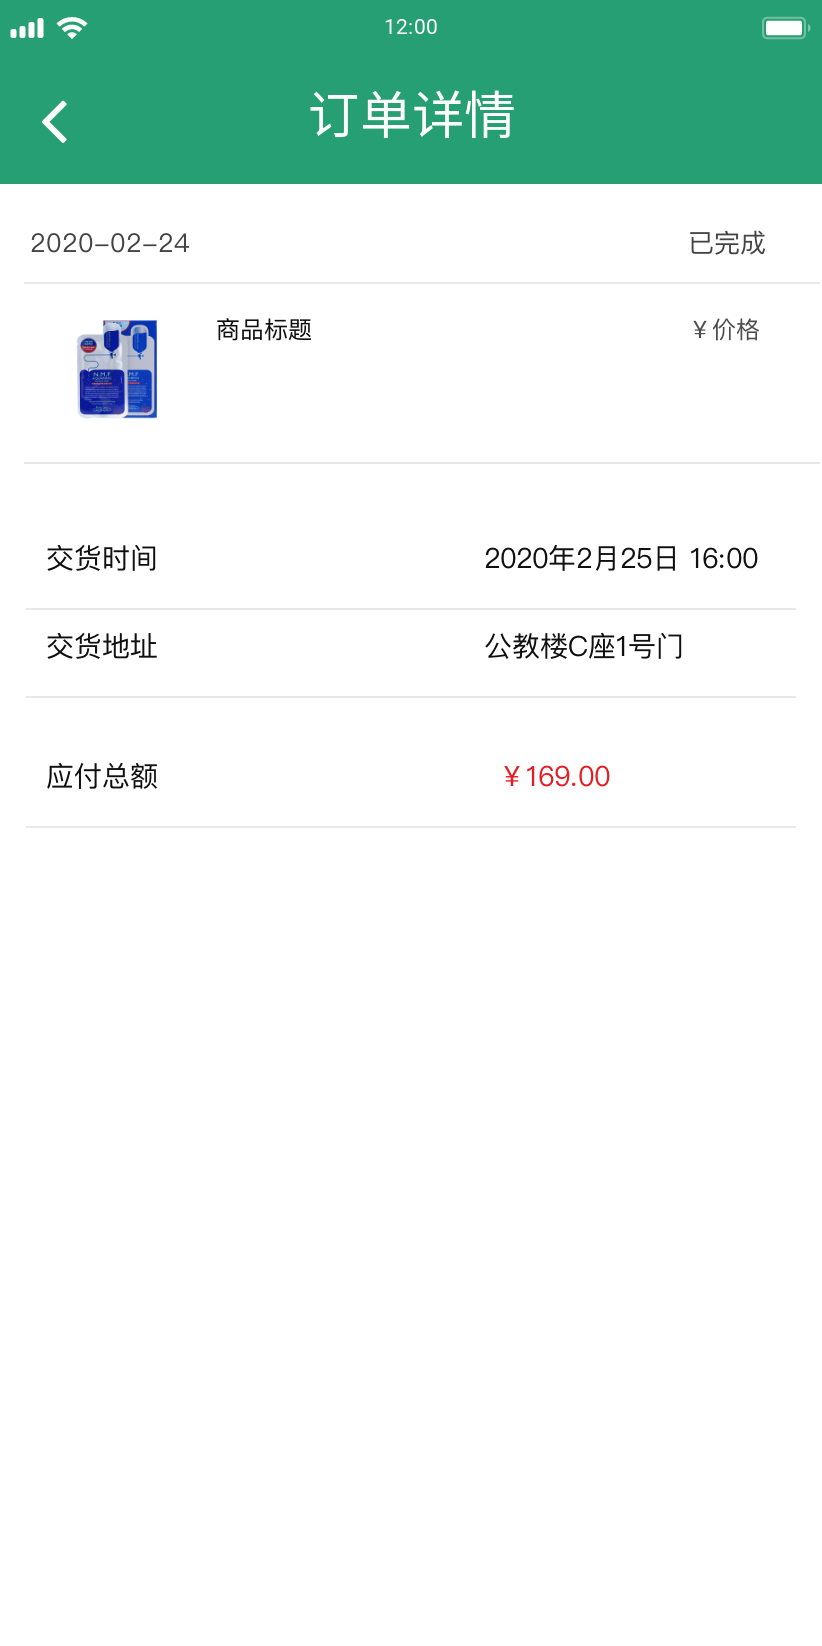 12:00
订单详情
2020-02-24 已完成
商品标题 ¥ 价格
N.M.F
交货时间 2020年2月25日 16:00
交货地址 公教楼C座1号门
应付总额 ¥ 169.00